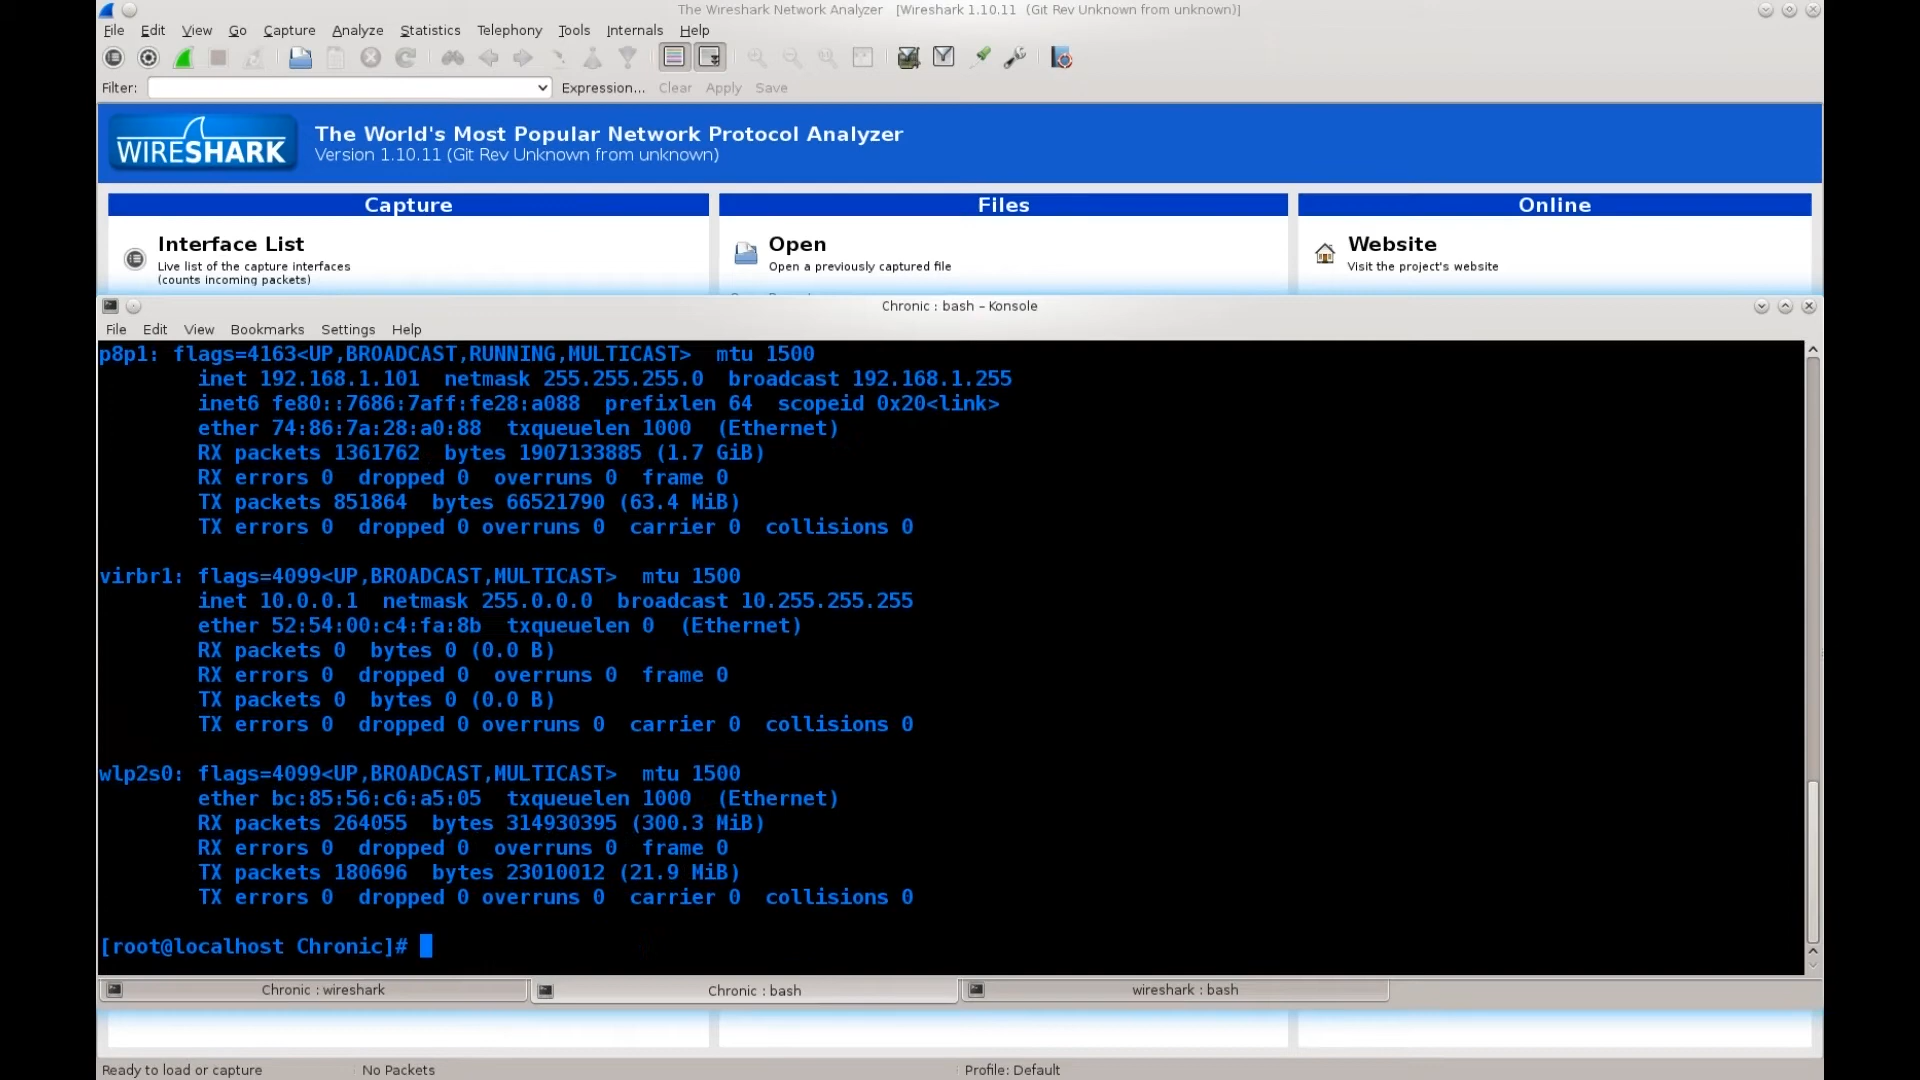 The Wireshark Network Analyzer   [Wireshark 1.10.11  (Git Rev Unknown from unknown)]
File Edit View Go Capture Analyze Statistics Telephony Tools Internals Help
Filter: Expression... Clear Apply Save
WIRESHARK
The World's Most Popular Network Protocol Analyzer
Version 1.10.11 (Git Rev Unknown from unknown)
Capture
Interface List
Live list of the capture interfaces
(counts incoming packets)
Files
Open
Open a previously captured file
Online
Website
Visit the project's website
Chronic : bash – Konsole
File Edit View Bookmarks Settings Help
p8p1: flags=4163<UP,BROADCAST,RUNNING,MULTICAST>  mtu 1500
inet 192.168.1.101  netmask 255.255.255.0  broadcast 192.168.1.255
inet6 fe80::7686:7aff:fe28:a088  prefixlen 64  scopeid 0x20<link>
ether 74:86:7a:28:a0:88  txqueuelen 1000  (Ethernet)
RX packets 1361762  bytes 1907133885 (1.7 GiB)
RX errors 0  dropped 0  overruns 0  frame 0
TX packets 851864  bytes 66521790 (63.4 MiB)
TX errors 0  dropped 0 overruns 0  carrier 0  collisions 0
virbr1: flags=4099<UP,BROADCAST,MULTICAST>  mtu 1500
inet 10.0.0.1  netmask 255.0.0.0  broadcast 10.255.255.255
ether 52:54:00:c4:fa:8b  txqueuelen 0  (Ethernet)
RX packets 0  bytes 0 (0.0 B)
RX errors 0  dropped 0  overruns 0  frame 0
TX packets 0  bytes 0 (0.0 B)
TX errors 0  dropped 0 overruns 0  carrier 0  collisions 0
wlp2s0: flags=4099<UP,BROADCAST,MULTICAST>  mtu 1500
ether bc:85:56:c6:a5:05  txqueuelen 1000  (Ethernet)
RX packets 264055  bytes 314930395 (300.3 MiB)
RX errors 0  dropped 0  overruns 0  frame 0
TX packets 180696  bytes 23010012 (21.9 MiB)
TX errors 0  dropped 0 overruns 0  carrier 0  collisions 0
[root@localhost Chronic]#
Chronic : wireshark
Chronic : bash
wireshark : bash
Ready to load or capture
No Packets
Profile: Default